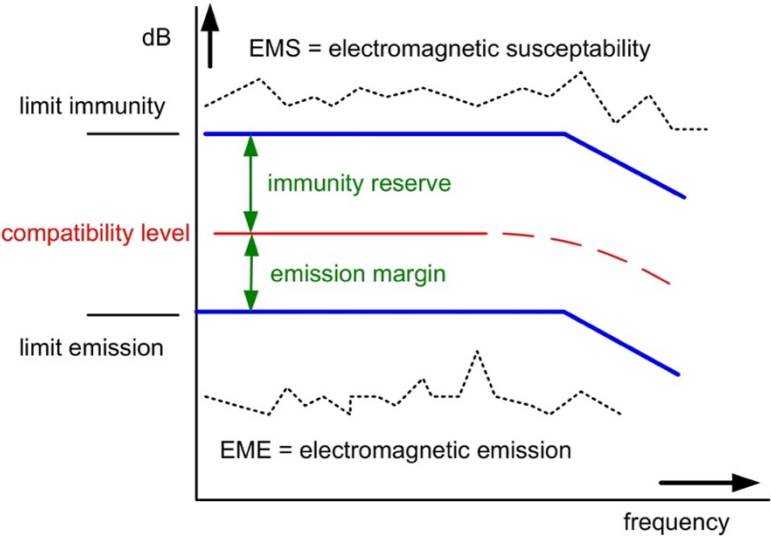 dB
EMS = electromagnetic susceptability
limit immunity
immunity reserve
compatibility level
emission margin
limit emission
EME = electromagnetic emission
frequency